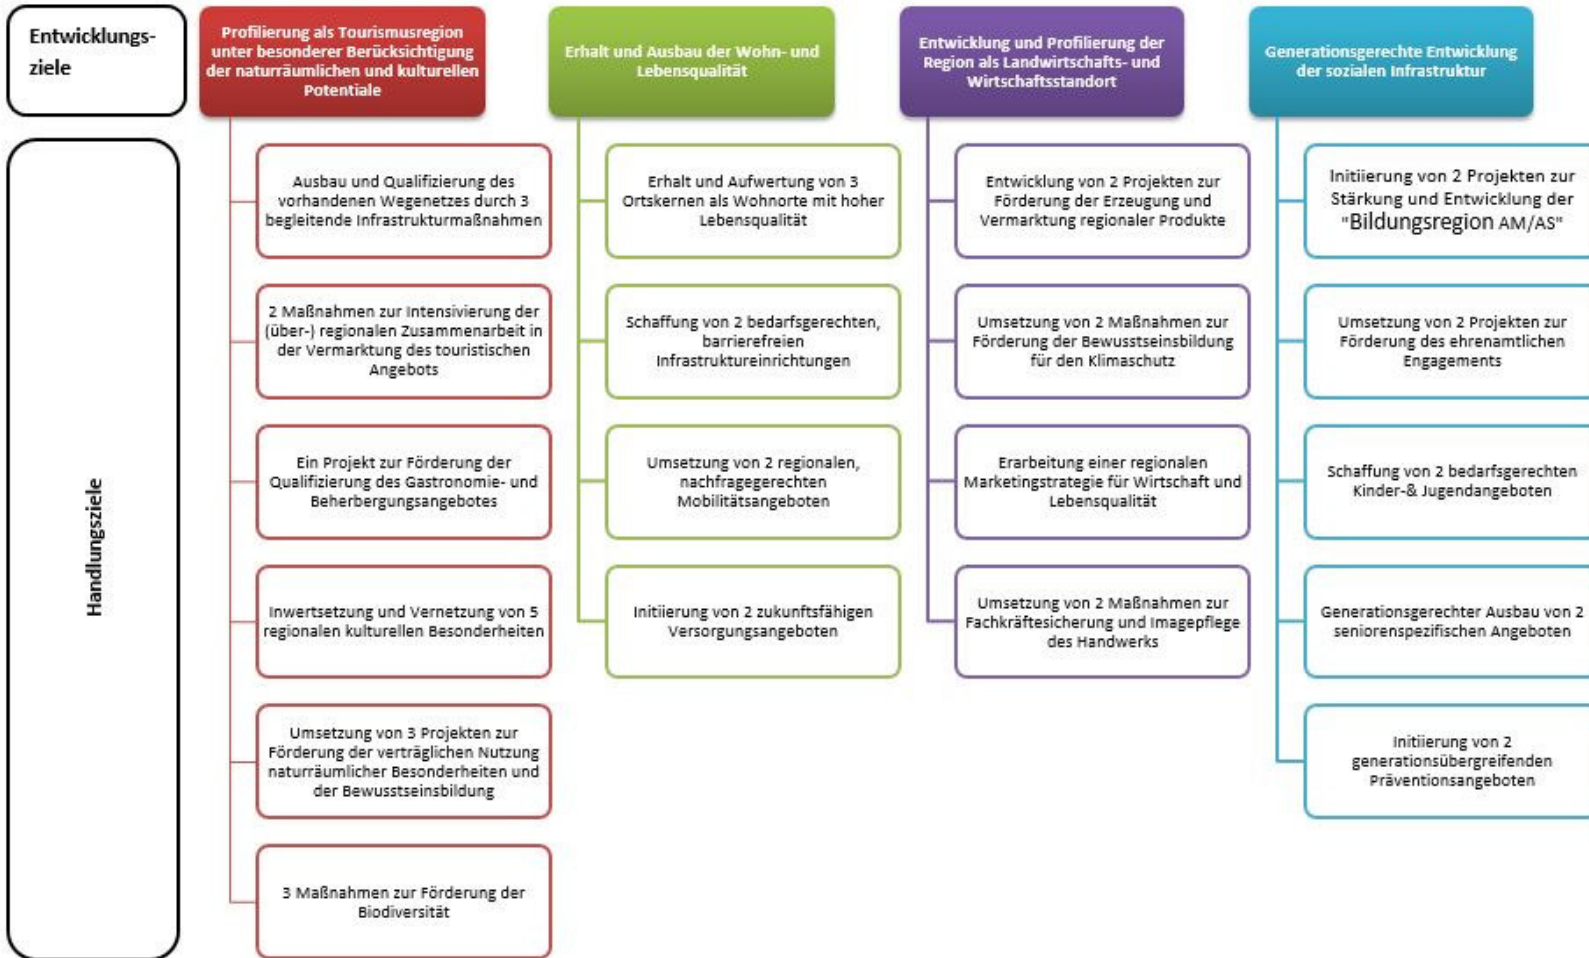 Entwicklungs-
ziele
Profilierung als Tourismusregion
unter besonderer Berücksichtigung
der naturräumlichen und kulturellen
Potentiale
Erhalt und Ausbau der Wohn- und
Lebensqualität
Entwicklung und Profilierung der
Region als Landwirtschafts- und
Wirtschaftsstandort
Generationsgerechte Entwicklung
der sozialen Infrastruktur
Handlungsziele
Ausbau und Qualifizierung des
vorhandenen Wegenetzes durch 3
begleitende Infrastrukturmaßnahmen
2 Maßnahmen zur Intensivierung der
(über-) regionalen Zusammenarbeit in
der Vermarktung des touristischen
Angebots
Ein Projekt zur Förderung der
Qualifizierung des Gastronomie- und
Beherbergungsangebotes
Inwertsetzung und Vernetzung von 5
regionalen kulturellen Besonderheiten
Umsetzung von 3 Projekten zur
Förderung der verträglichen Nutzung
naturräumlicher Besonderheiten und
der Bewusstseinsbildung
3 Maßnahmen zur Förderung der
Biodiversität
Erhalt und Aufwertung von 3
Ortskernen als Wohnorte mit hoher
Lebensqualität
Schaffung von 2 bedarfsgerechten,
barrierefreien
Infrastruktureinrichtungen
Umsetzung von 2 regionalen,
nachfragegerechten
Mobilitätsangeboten
Initiierung von 2 zukunftsfähigen
Versorgungsangeboten
Entwicklung von 2 Projekten zur
Förderung der Erzeugung und
Vermarktung regionaler Produkte
Umsetzung von 2 Maßnahmen zur
Förderung der Bewusstseinsbildung
für den Klimaschutz
Erarbeitung einer regionalen
Marketingstrategie für Wirtschaft und
Lebensqualität
Umsetzung von 2 Maßnahmen zur
Fachkräftesicherung und Imagepflege
des Handwerks
Initiierung von 2 Projekten zur
Stärkung und Entwicklung der
"Bildungsregion AM/AS"
Umsetzung von 2 Projekten zur
Förderung des ehrenamtlichen
Engagements
Schaffung von 2 bedarfsgerechten
Kinder-& Jugendangeboten
Generationsgerechter Ausbau von 2
seniorenspezifischen Angeboten
Initiierung von 2
generationsübergreifenden
Präventionsangeboten